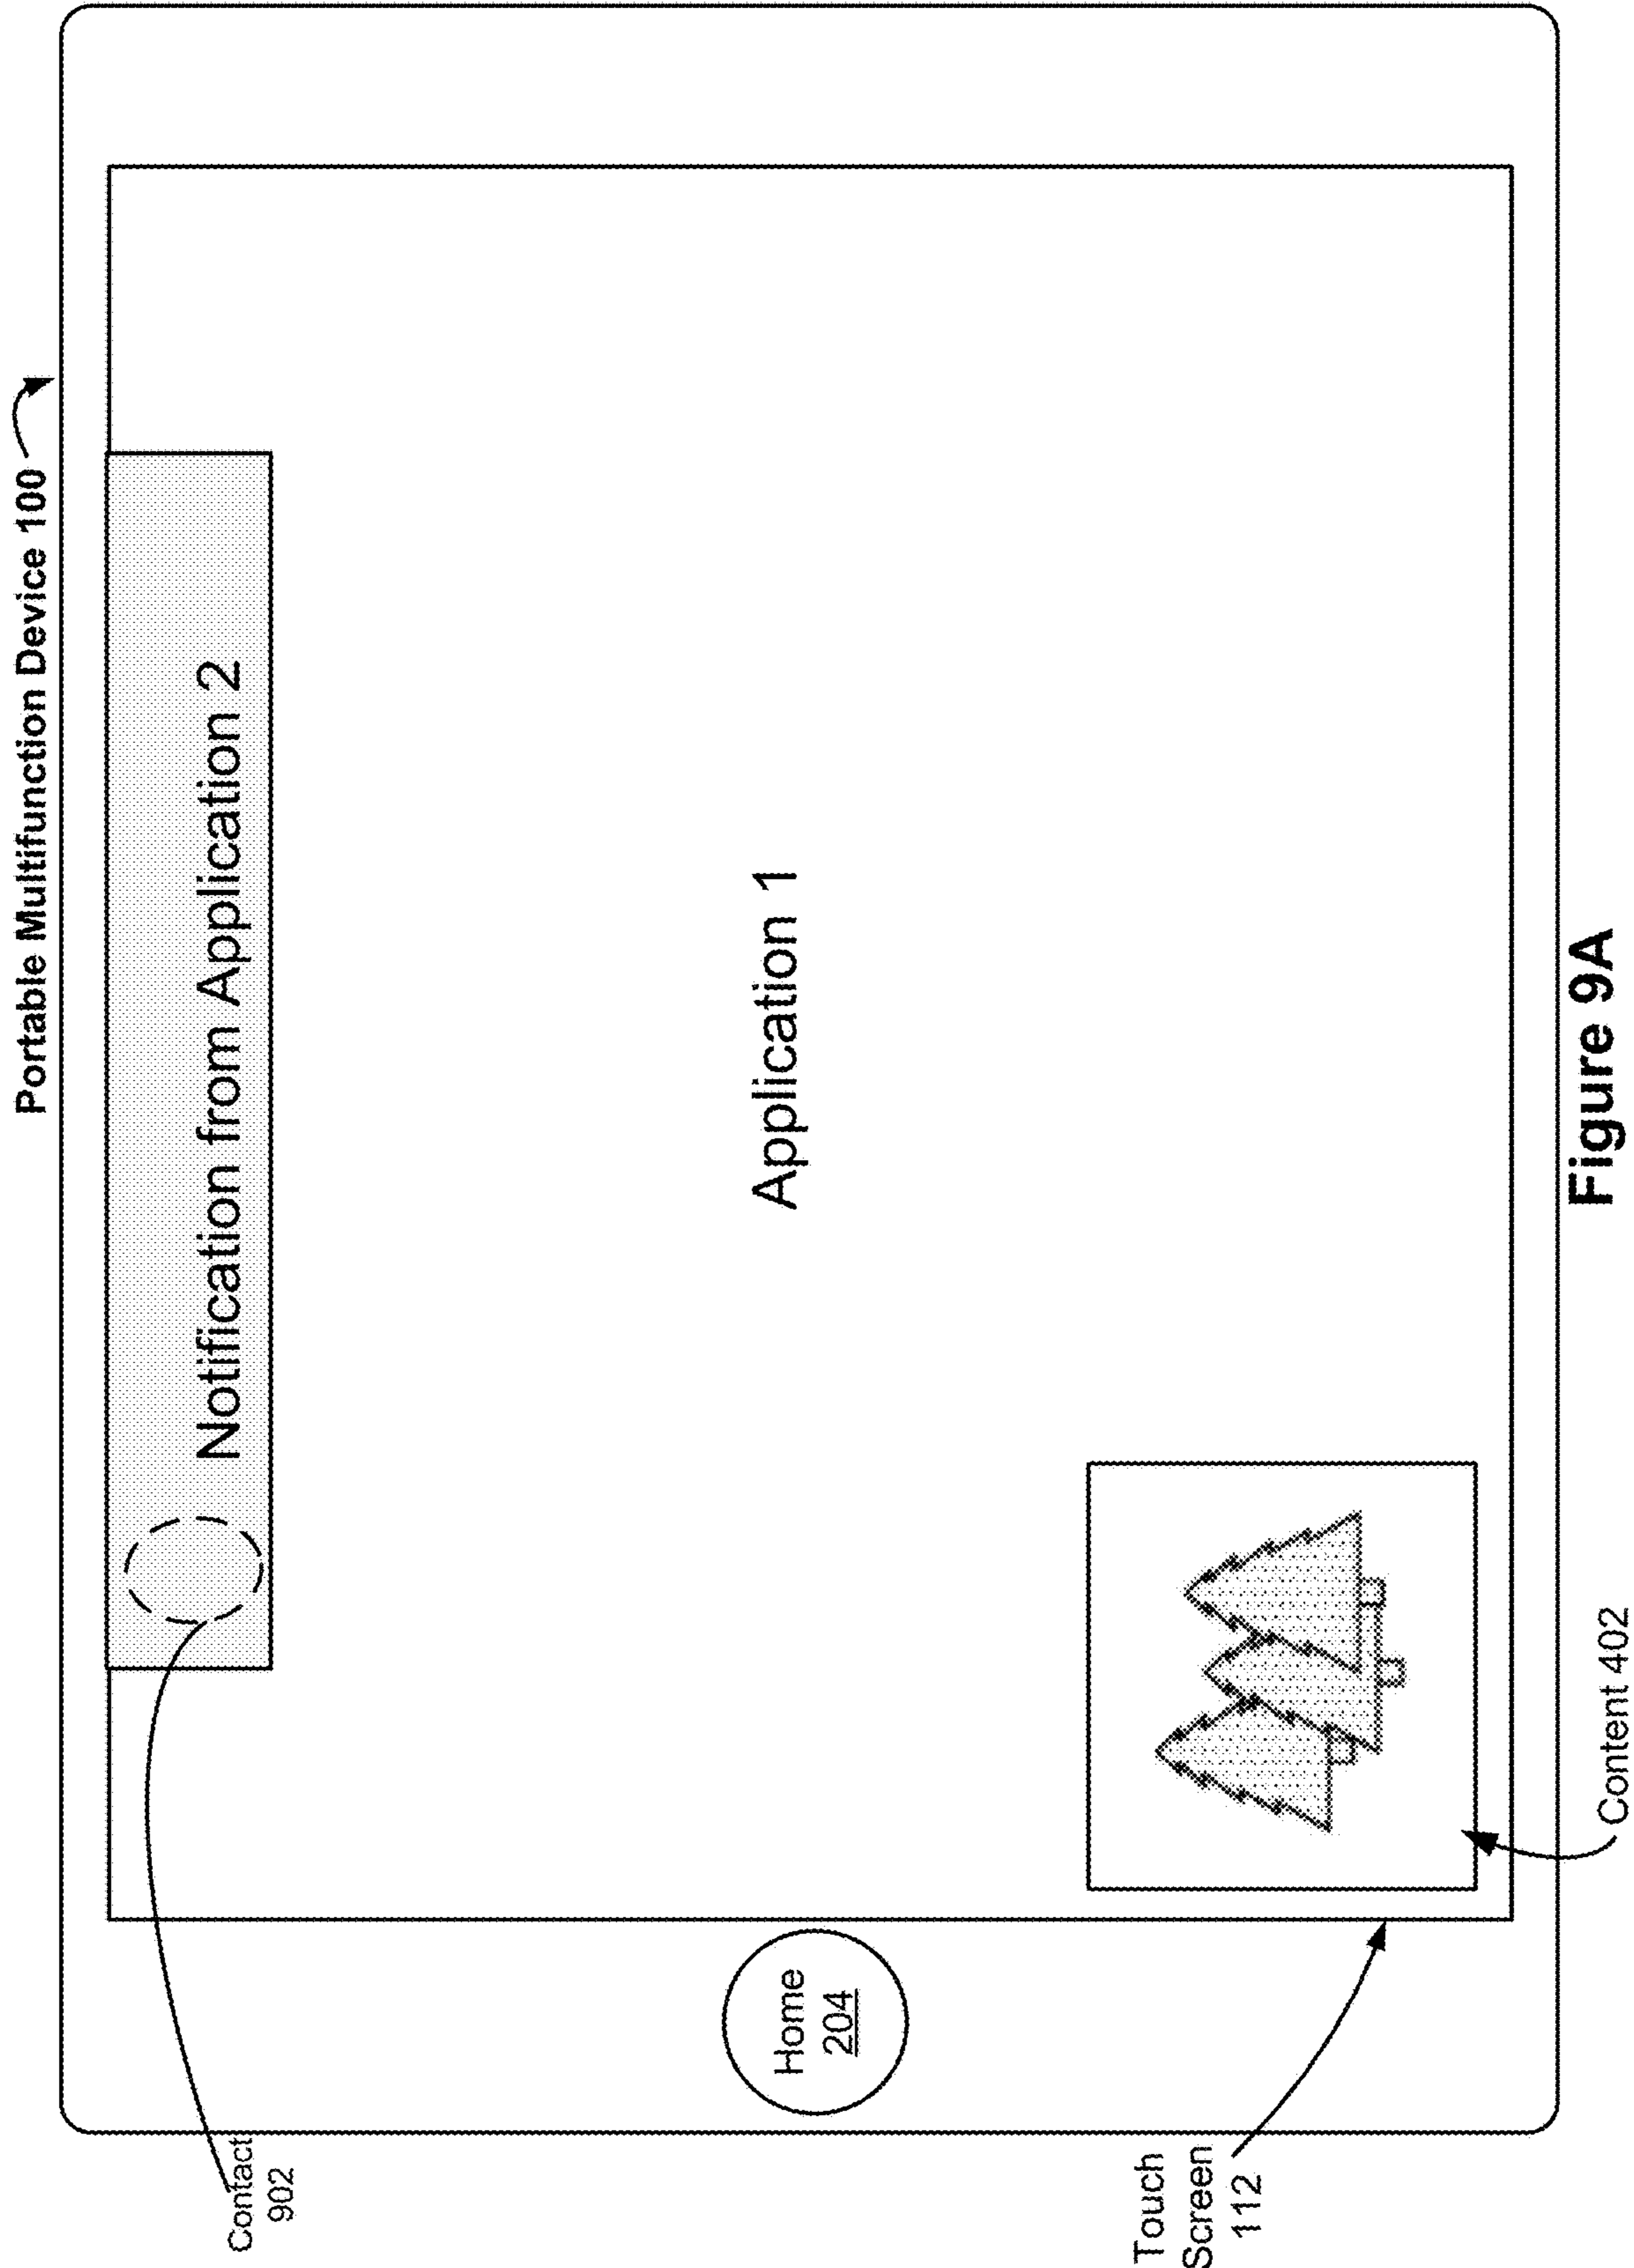 Portable Multifunction Device 100
Contact
902
Notification from Application 2
Home
204
Application 1
Touch
Screen
112
Content 402
Figure 9A